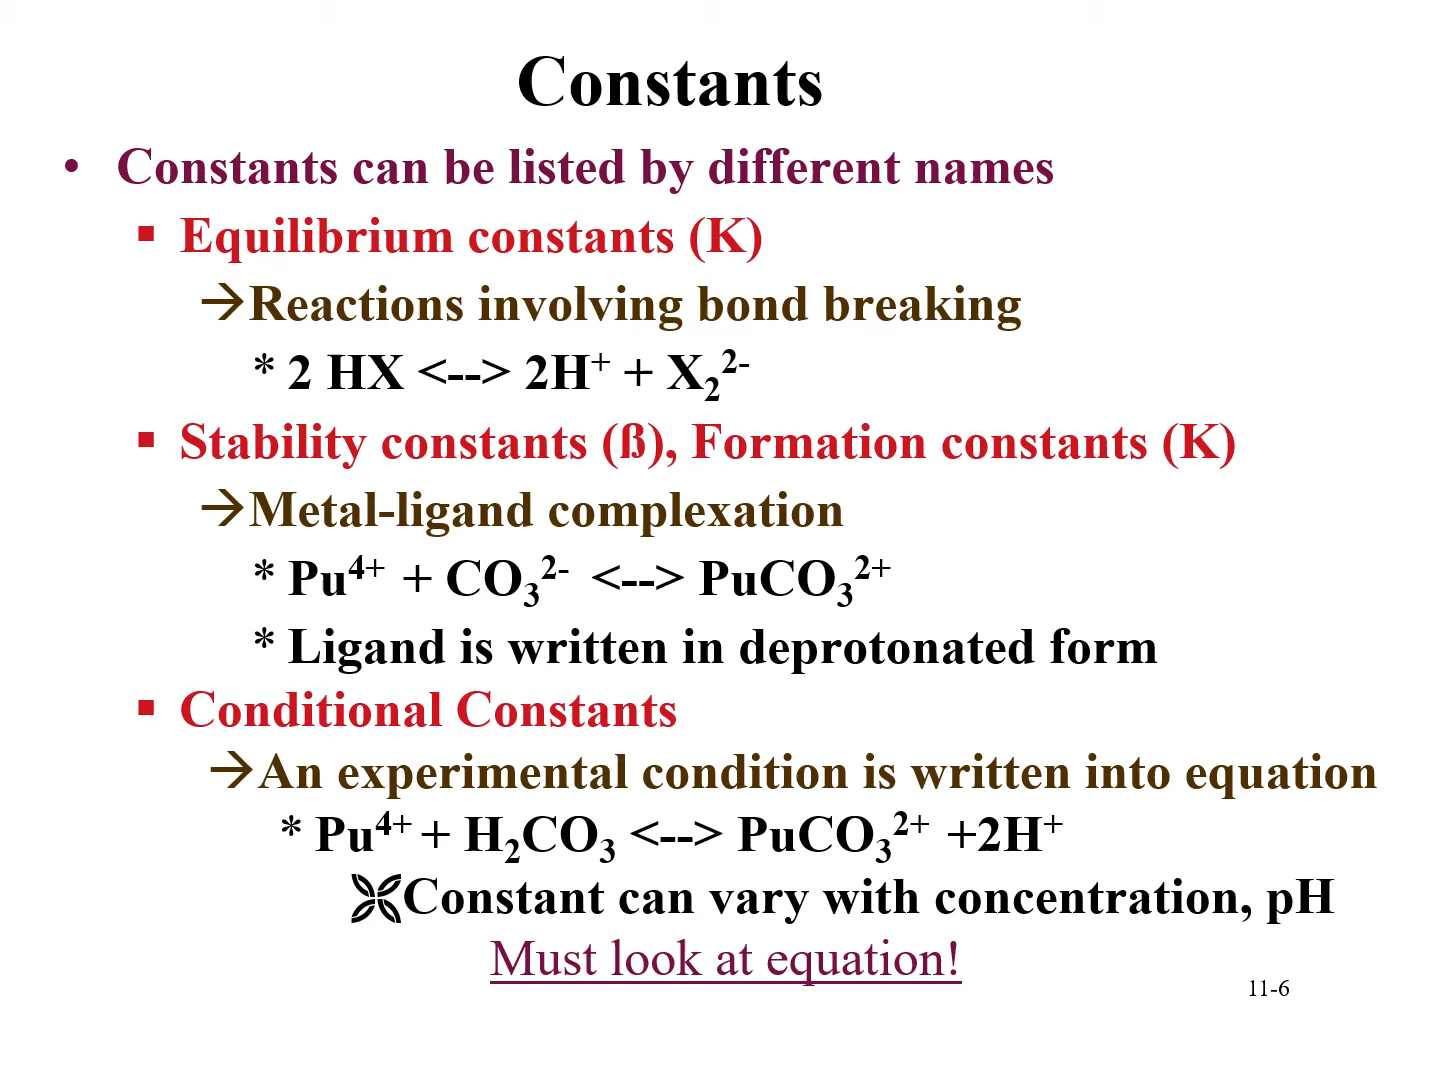 Constants
• Constants can be listed by different names
▪ Equilibrium constants (K)
→Reactions involving bond breaking
* 2 HX <--> 2H⁺ + X₂²⁻
▪ Stability constants (ß), Formation constants (K)
→Metal-ligand complexation
* Pu⁴⁺ + CO₃²⁻ <--> PuCO₃²⁺
* Ligand is written in deprotonated form
▪ Conditional Constants
→An experimental condition is written into equation
* Pu⁴⁺ + H₂CO₃ <--> PuCO₃²⁺ +2H⁺
Constant can vary with concentration, pH
Must look at equation!
11-6